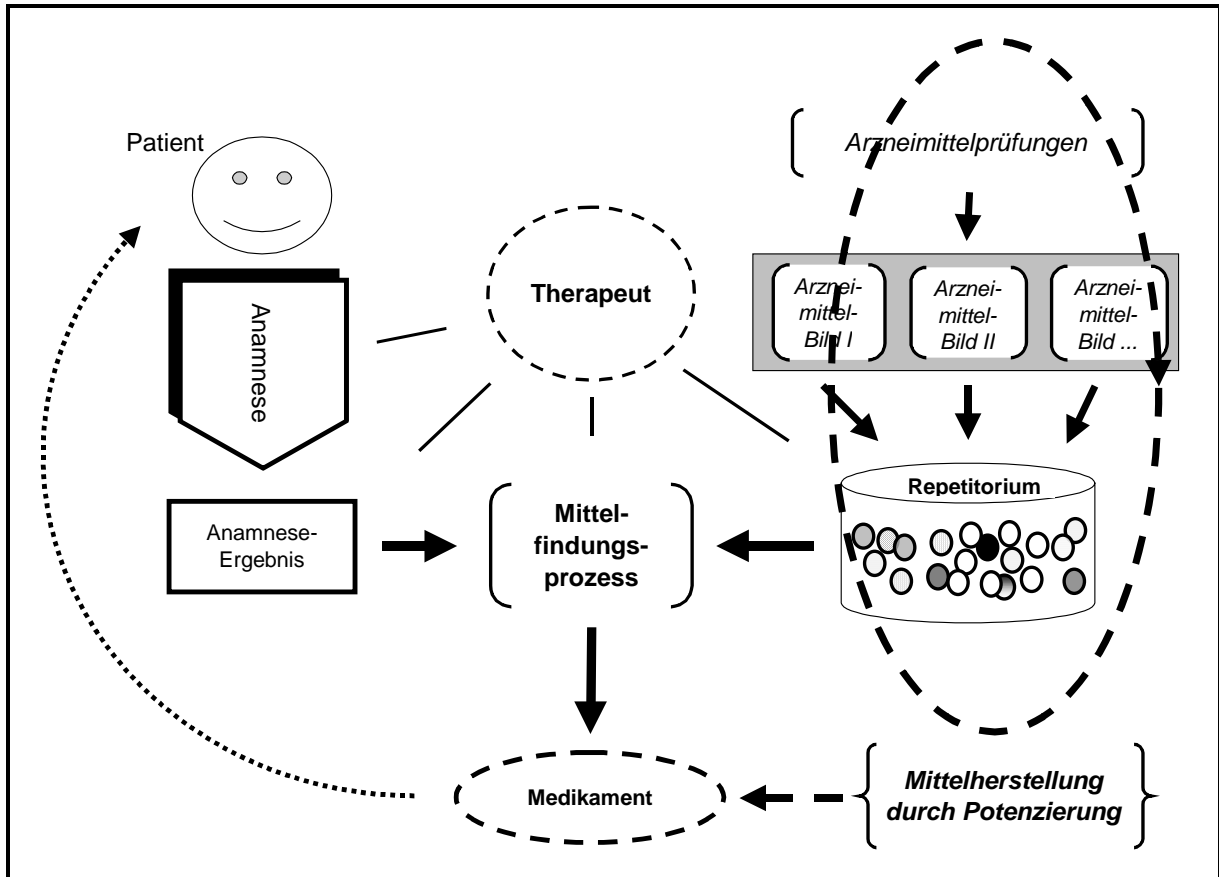 Patient
Arzneimittelprüfungen
Anamnese
Therapeut
Arznei-
mittel-
Bild I
Arznei-
mittel-
Bild II
Arznei-
mittel-
Bild ...
Repetitorium
Anamnese-
Ergebnis
Mittel-
findungs-
prozess
Medikament
Mittelherstellung
durch Potenzierung